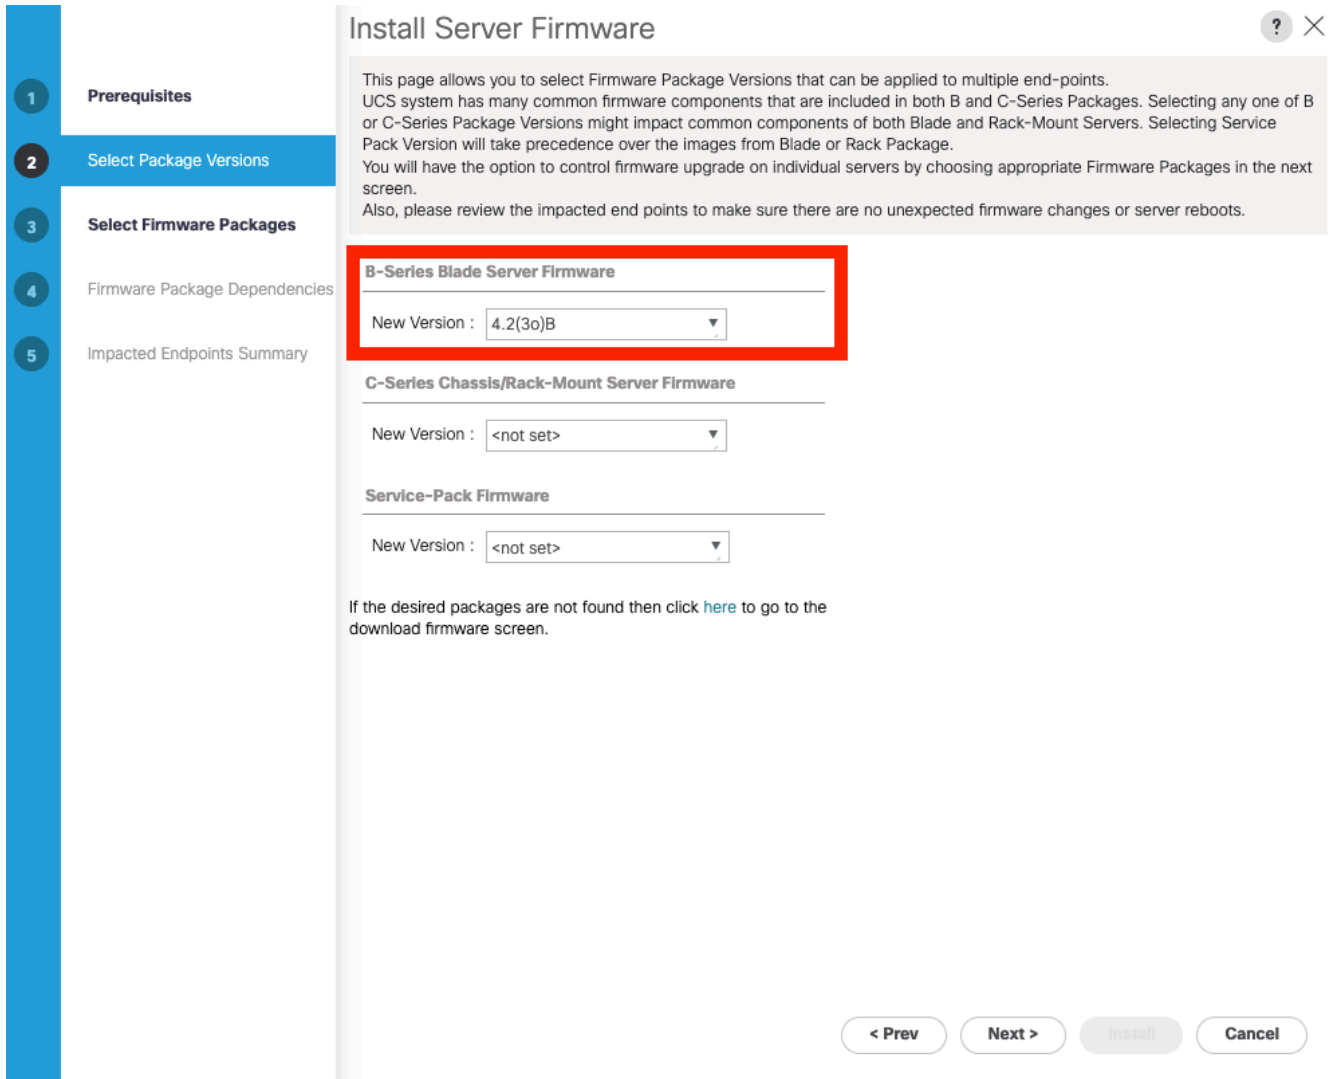 Install Server Firmware
?
1 Prerequisites
2 Select Package Versions
3 Select Firmware Packages
4 Firmware Package Dependencies
5 Impacted Endpoints Summary
This page allows you to select Firmware Package Versions that can be applied to multiple end-points.
UCS system has many common firmware components that are included in both B and C-Series Packages. Selecting any one of B
or C-Series Package Versions might impact common components of both Blade and Rack-Mount Servers. Selecting Service
Pack Version will take precedence over the images from Blade or Rack Package.
You will have the option to control firmware upgrade on individual servers by choosing appropriate Firmware Packages in the next
screen.
Also, please review the impacted end points to make sure there are no unexpected firmware changes or server reboots.
B-Series Blade Server Firmware
New Version : 4.2(3o)B
C-Series Chassis/Rack-Mount Server Firmware
New Version : <not set>
Service-Pack Firmware
New Version : <not set>
If the desired packages are not found then click here to go to the
download firmware screen.
< Prev Next > Install Cancel